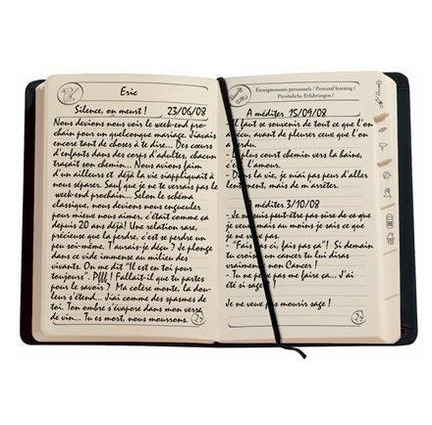 Eric
Silence, on meurt ! 23/06/08
Nous devions nous voir le week-end pro-
chain pour un quelconque mariage. J'avais
encore tant de choses à te dire... Des cœurs
d'enfants dans des corps d'adultes, chacun
traçait son chemin... Nous revenions
d'un ailleurs et déjà la vie s'appliquait à
nous séparer. Sauf que je ne te verrais pas le
week-end prochain... Selon le schéma
classique, nous devions nous engueuler
pour mieux nous aimer, c'était comme ça
depuis 20 ans déjà! Une relation rare,
précieuse que la perdre, c'est se perdre un
peu soi-même. T'aurais-je déçu ? Je plonge
dans ce vide immense au milieu des
vivants. On me dit "Il est en toi pour
toujours". Pfff ! Fallait-il que tu partes
pour le savoir ? Ma colère monte, la dou-
leur s'étend... J'ai comme des spasmes de
toi. Ton ombre s'évapore dans mon verre
de vin... Tu es mort, nous mourrons.
Enseignements personnels / Personal learning /
Persönliche Erfahrungen /
A méditer 15/09/08
Il faut se souvenir de tout ce que l'on
a avant de pleurer ceux que l'on
a perdu.
plus court chemin vers la haine,
c'est l'amour.
Dans la vie, je n'ai pas peur d'aller
lentement, mais de m'arrêter.
méditer 3/10/08
- Je ne suis peut-être pas sûre de ce que
je veux mais au moins je sais ce que
je ne veux pas.
"Fais pas ci, fais pas ça"! Si demain
tu crois un cancer tu lui diras
vraiment non Cancer !
- Tu ne peux pas me faire ça... J'ai
été si sage !
Je ne veux pas mourir sage !